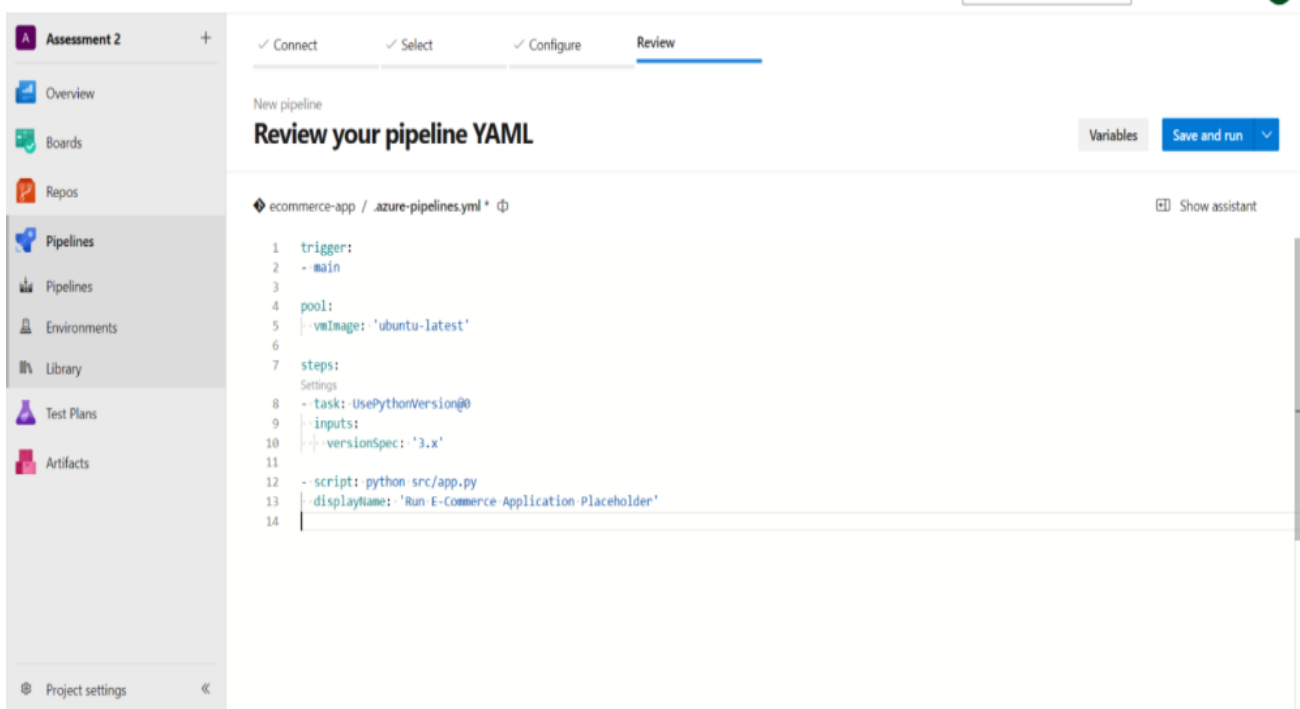 A Assessment 2 +
Overview
Boards
Repos
Pipelines
Pipelines
Environments
Library
Test Plans
Artifacts
Project settings
Connect
Select
Configure
Review
New pipeline
Review your pipeline YAML
Variables
Save and run
ecommerce-app / .azure-pipelines.yml *
Show assistant
1 trigger:
2 - main
3
4 pool:
5 vmImage: 'ubuntu-latest'
6
7 steps:
Settings
8 - task: UsePythonVersion@0
9 inputs:
10 versionSpec: '3.x'
11
12 - script: python src/app.py
13 displayName: 'Run E-Commerce Application Placeholder'
14